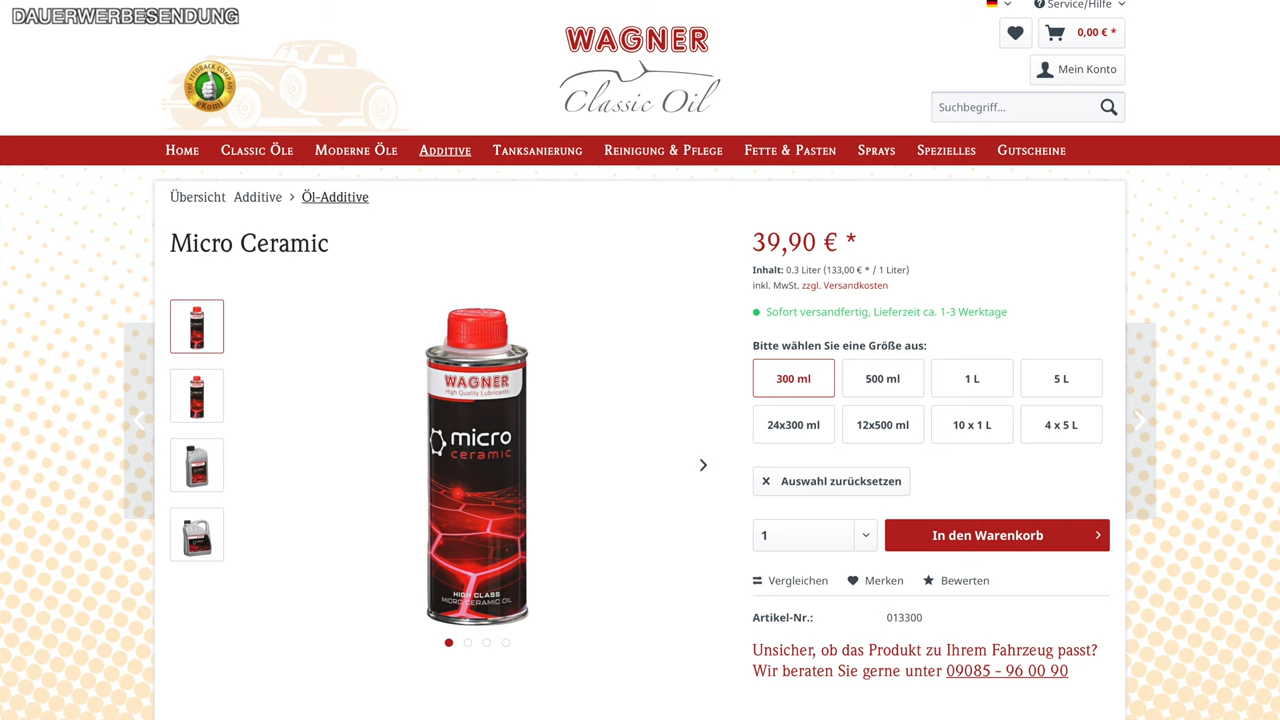 DAUERWERBESENDUNG
Service/Hilfe
WAGNER
Classic Oil
THE FEEDBACK COMPANY
eKomi
0,00 € *
Mein Konto
Suchbegriff...
Home Classic Öle Moderne Öle Additive Tanksanierung Reinigung & Pflege Fette & Pasten Sprays Spezielles Gutscheine
Übersicht Additive Öl-Additive
Micro Ceramic
WAGNER
High Quality Lubricants
micro
ceramic
HIGH CLASS
MICRO CERAMIC OIL
39,90 € *
Inhalt: 0.3 Liter (133,00 € * / 1 Liter)
inkl. MwSt. zzgl. Versandkosten
Sofort versandfertig, Lieferzeit ca. 1-3 Werktage
Bitte wählen Sie eine Größe aus:
300 ml 500 ml 1 L 5 L
24x300 ml 12x500 ml 10 x 1 L 4 x 5 L
Auswahl zurücksetzen
1 In den Warenkorb
Vergleichen Merken Bewerten
Artikel-Nr.: 013300
Unsicher, ob das Produkt zu Ihrem Fahrzeug passt?
Wir beraten Sie gerne unter 09085 - 96 00 90